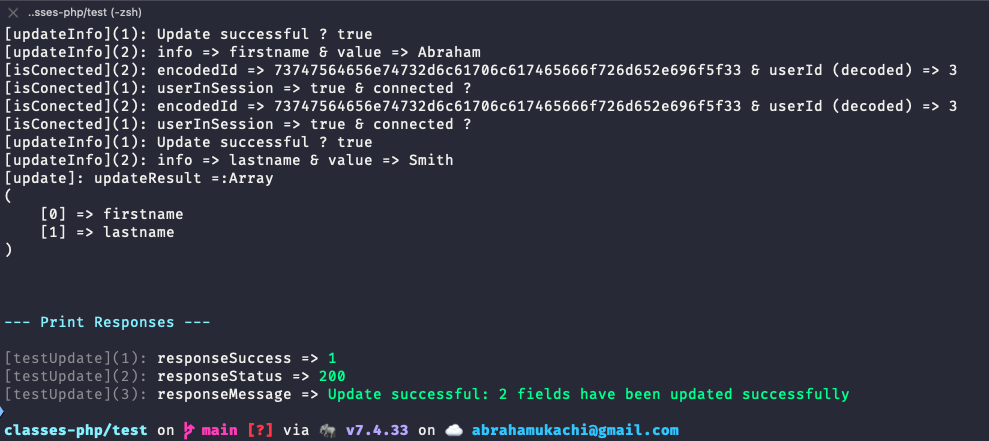 ..sses-php/test (-zsh)
[updateInfo](1): Update successful ? true
[updateInfo](2): info => firstname & value => Abraham
[isConected](2): encodedId => 73747564656e74732d6c61706c617465666f726d652e696f5f33 & userId (decoded) => 3
[isConected](1): userInSession => true & connected ?
[isConected](2): encodedId => 73747564656e74732d6c61706c617465666f726d652e696f5f33 & userId (decoded) => 3
[isConected](1): userInSession => true & connected ?
[updateInfo](1): Update successful ? true
[updateInfo](2): info => lastname & value => Smith
[update]: updateResult =:Array
(
    [0] => firstname
    [1] => lastname
)
--- Print Responses ---
[testUpdate](1): responseSuccess => 1
[testUpdate](2): responseStatus => 200
[testUpdate](3): responseMessage => Update successful: 2 fields have been updated successfully
classes-php/test on main [?] via v7.4.33 on abrahamukachi@gmail.com